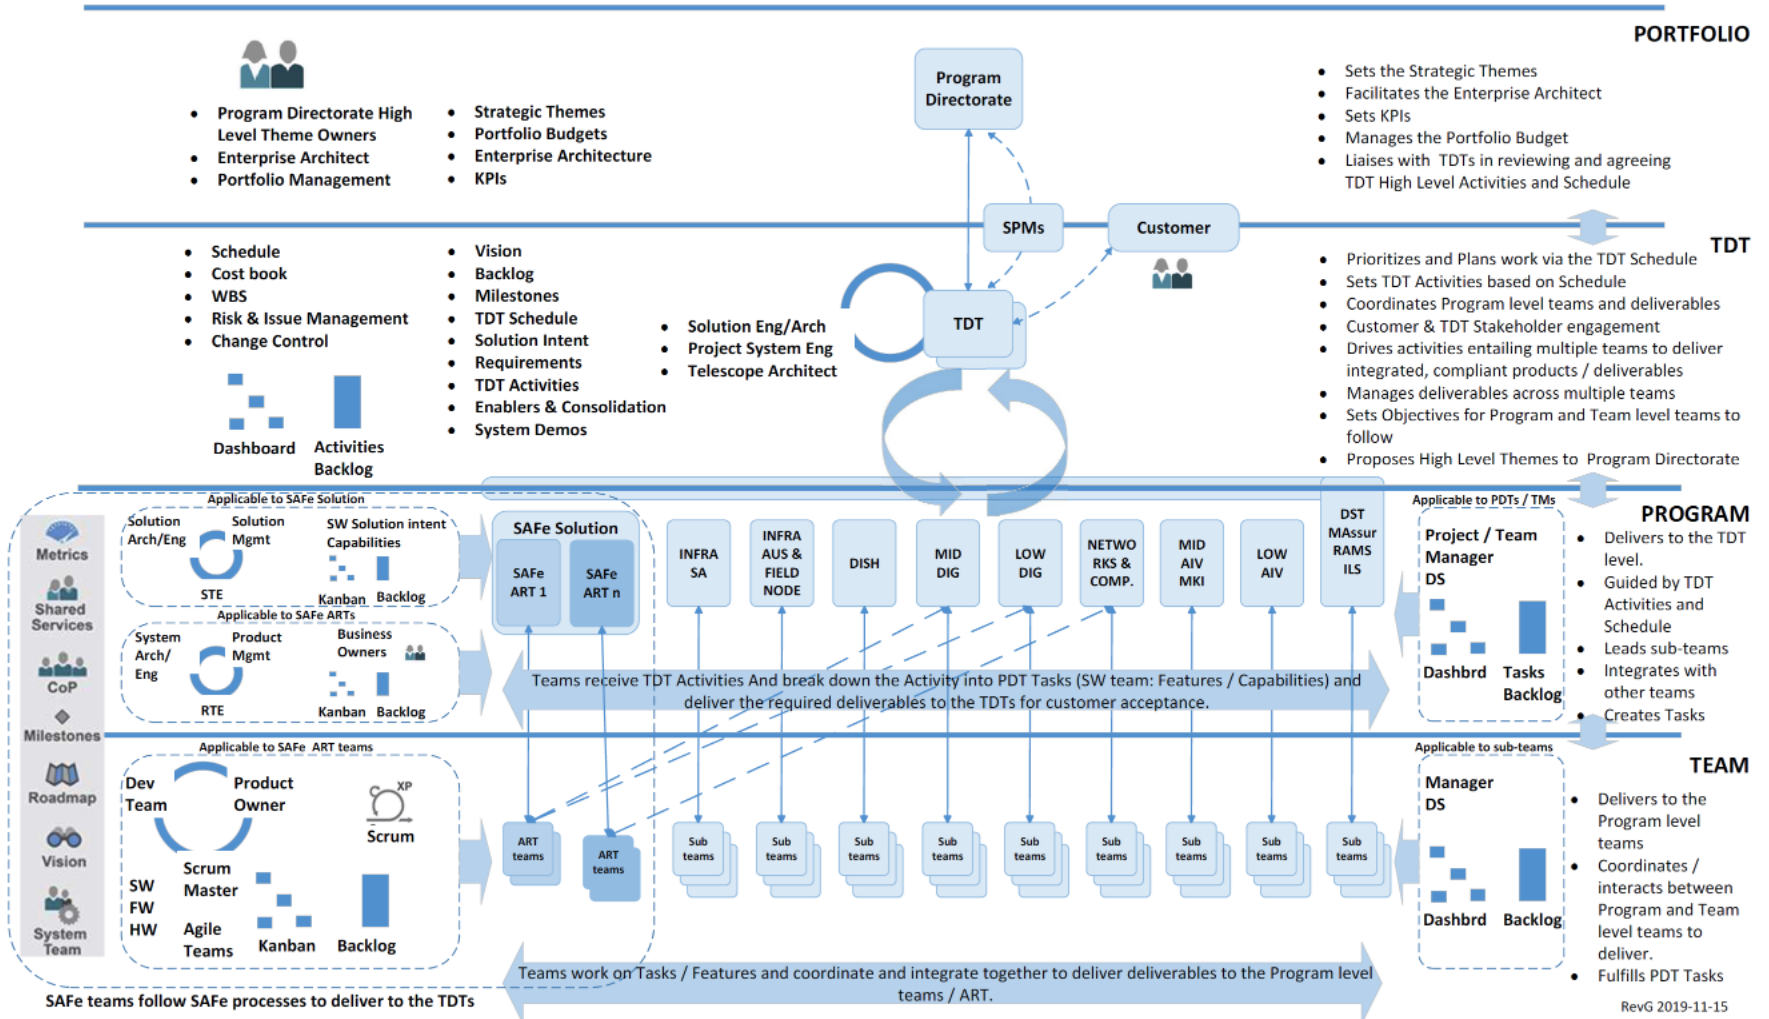 PORTFOLIO
Program Directorate High
Level Theme Owners
Enterprise Architect
Portfolio Management
Strategic Themes
Portfolio Budgets
Enterprise Architecture
KPIs
Program
Directorate
Sets the Strategic Themes
Facilitates the Enterprise Architect
Sets KPIs
Manages the Portfolio Budget
Liaises with TDTs in reviewing and agreeing
TDT High Level Activities and Schedule
SPMs
Customer
TDT
Schedule
Cost book
WBS
Risk & Issue Management
Change Control
Dashboard
Activities
Backlog
Vision
Backlog
Milestones
TDT Schedule
Solution Intent
Requirements
TDT Activities
Enablers & Consolidation
System Demos
Solution Eng/Arch
Project System Eng
Telescope Architect
TDT
Prioritizes and Plans work via the TDT Schedule
Sets TDT Activities based on Schedule
Coordinates Program level teams and deliverables
Customer & TDT Stakeholder engagement
Drives activities entailing multiple teams to deliver
integrated, compliant products / deliverables
Manages deliverables across multiple teams
Sets Objectives for Program and Team level teams to
follow
Proposes High Level Themes to Program Directorate
PROGRAM
Metrics
Shared
Services
CoP
Milestones
Roadmap
Vision
System
Team
Applicable to SAFe Solution
Solution
Arch/Eng
Solution
Mgmt
STE
SW Solution intent
Capabilities
Kanban
Backlog
Applicable to SAFe ARTs
System
Arch/
Eng
Product
Mgmt
RTE
Business
Owners
Kanban
Backlog
SAFe Solution
SAFe
ART 1
SAFe
ART n
INFRA
SA
INFRA
AUS &
FIELD
NODE
DISH
MID
DIG
LOW
DIG
NETWO
RKS &
COMP.
MID
AIV
MKI
LOW
AIV
DST
MAssur
RAMS
ILS
Teams receive TDT Activities And break down the Activity into PDT Tasks (SW team: Features / Capabilities) and
deliver the required deliverables to the TDTs for customer acceptance.
Applicable to PDTs / TMs
Project / Team
Manager
DS
Dashbrd
Tasks
Backlog
Delivers to the TDT
level.
Guided by TDT
Activities and
Schedule
Leads sub-teams
Integrates with
other teams
Creates Tasks
TEAM
Applicable to SAFe ART teams
Dev
Team
Product
Owner
Scrum
Master
XP
Scrum
SW
FW
HW
Agile
Teams
Kanban
Backlog
ART
teams
ART
teams
Sub
teams
Sub
teams
Sub
teams
Sub
teams
Sub
teams
Sub
teams
Sub
teams
Sub
teams
Sub
teams
Applicable to sub-teams
Manager
DS
Dashbrd
Backlog
Delivers to the
Program level
teams
Coordinates /
interacts between
Program and Team
level teams to
deliver.
Fulfills PDT Tasks
Teams work on Tasks / Features and coordinate and integrate together to deliver deliverables to the Program level
teams / ART.
SAFe teams follow SAFe processes to deliver to the TDTs
RevG 2019-11-15